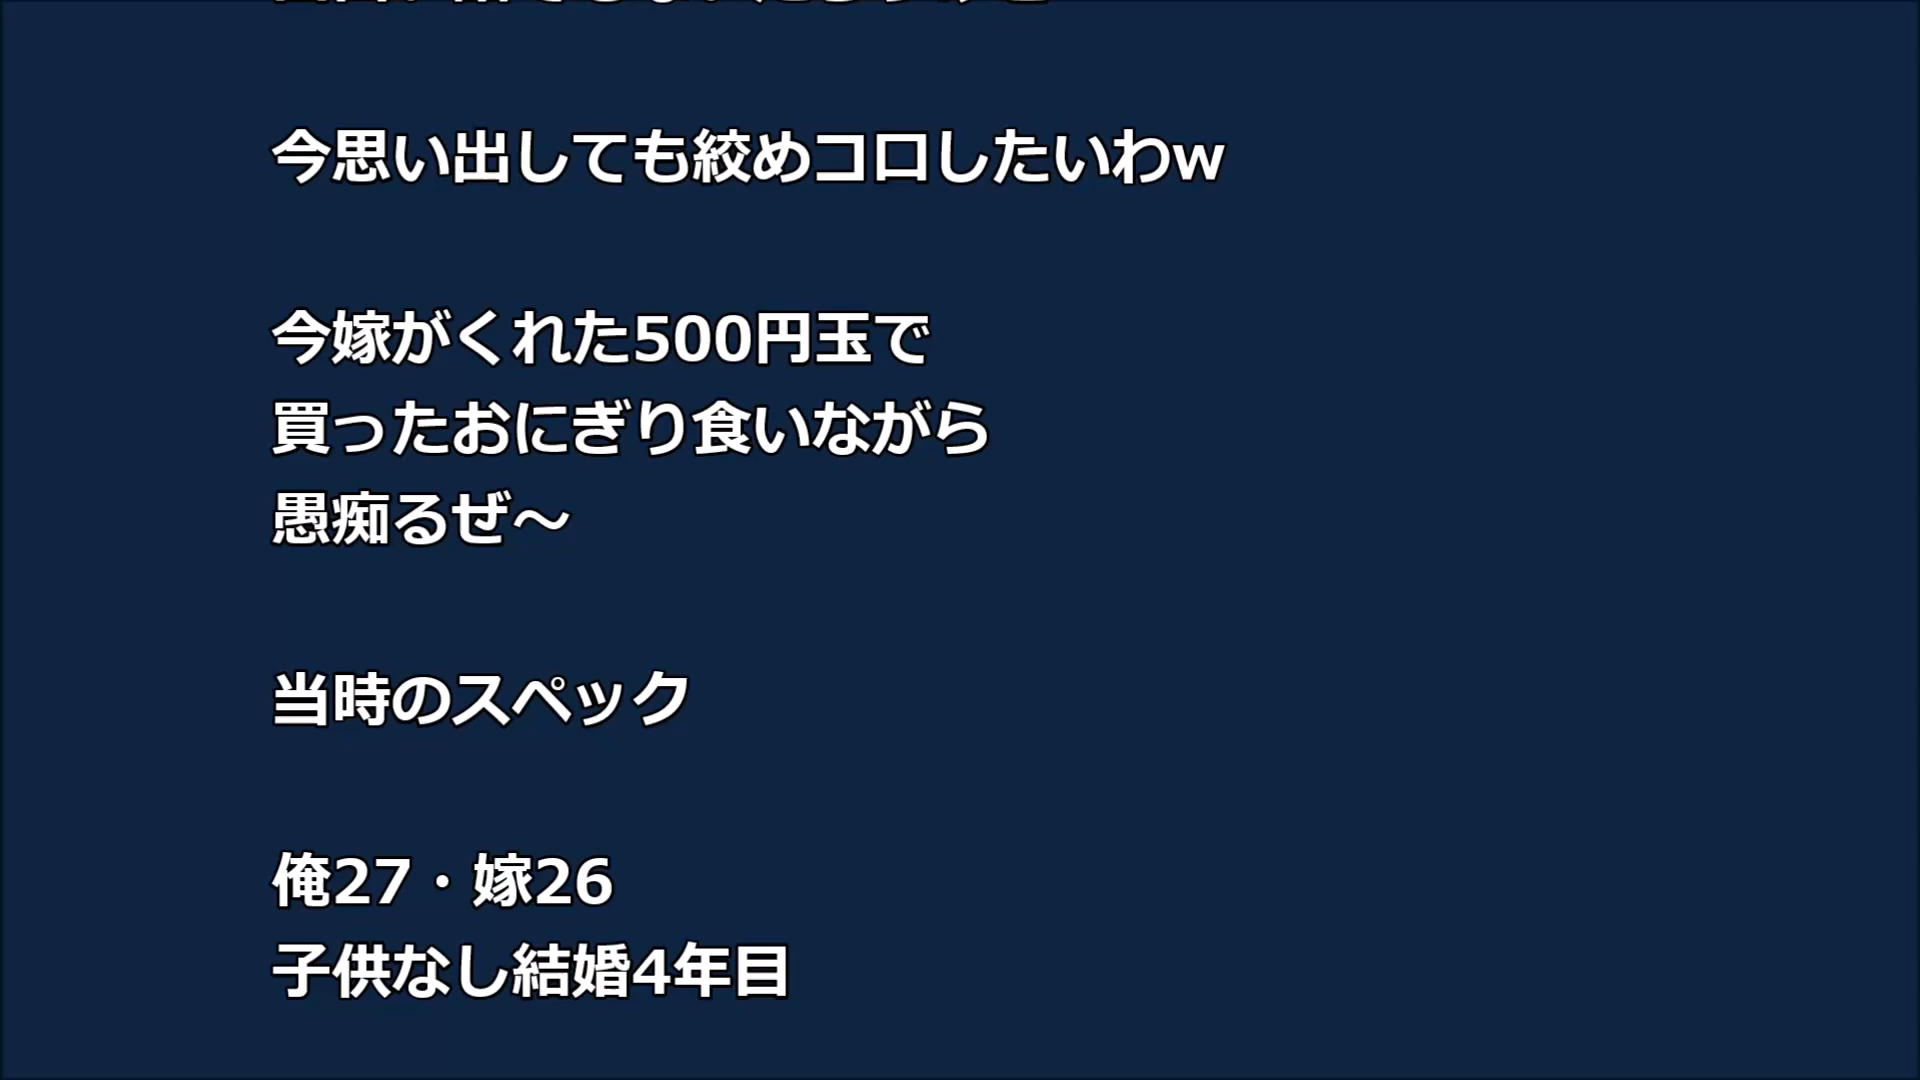 今思い出しても絞めコロしたいわw
今嫁がくれた500円玉で
買ったおにぎり食いながら
愚痴るぜ～
当時のスペック
俺27・嫁26
子供なし結婚4年目